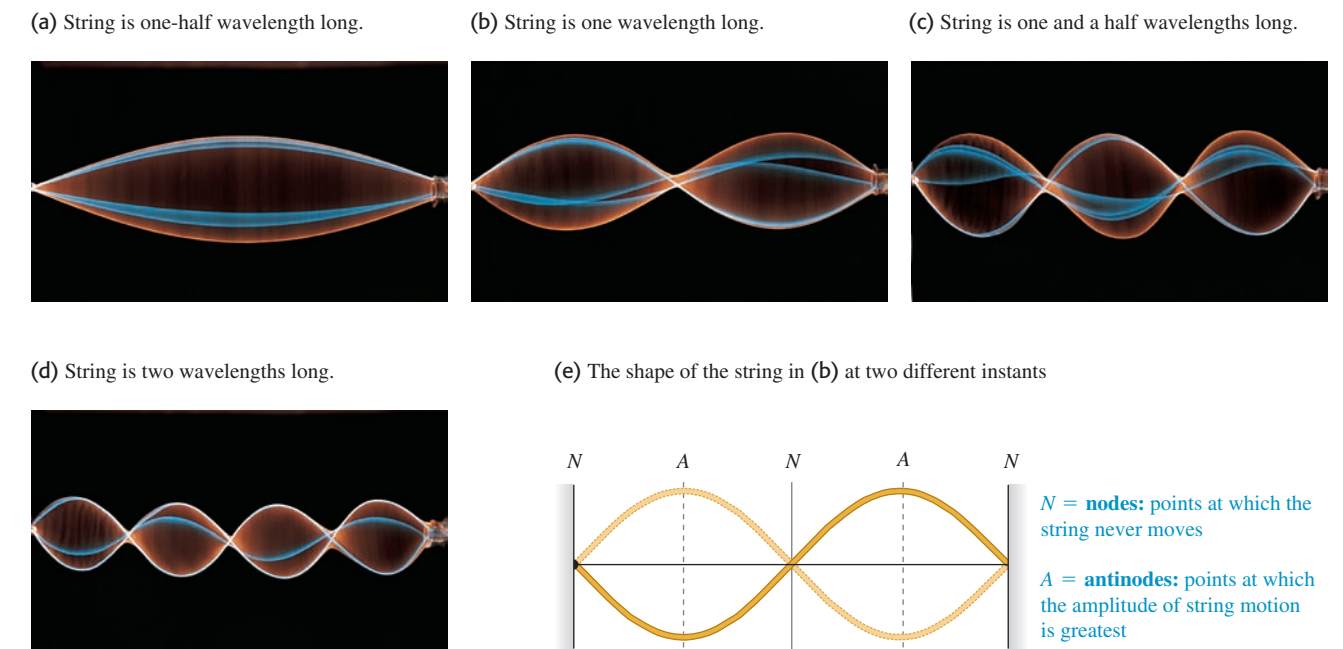 (a) String is one-half wavelength long.
(b) String is one wavelength long.
(c) String is one and a half wavelengths long.
(d) String is two wavelengths long.
(e) The shape of the string in (b) at two different instants
N A N A N
N = nodes: points at which the
string never moves
A = antinodes: points at which
the amplitude of string motion
is greatest